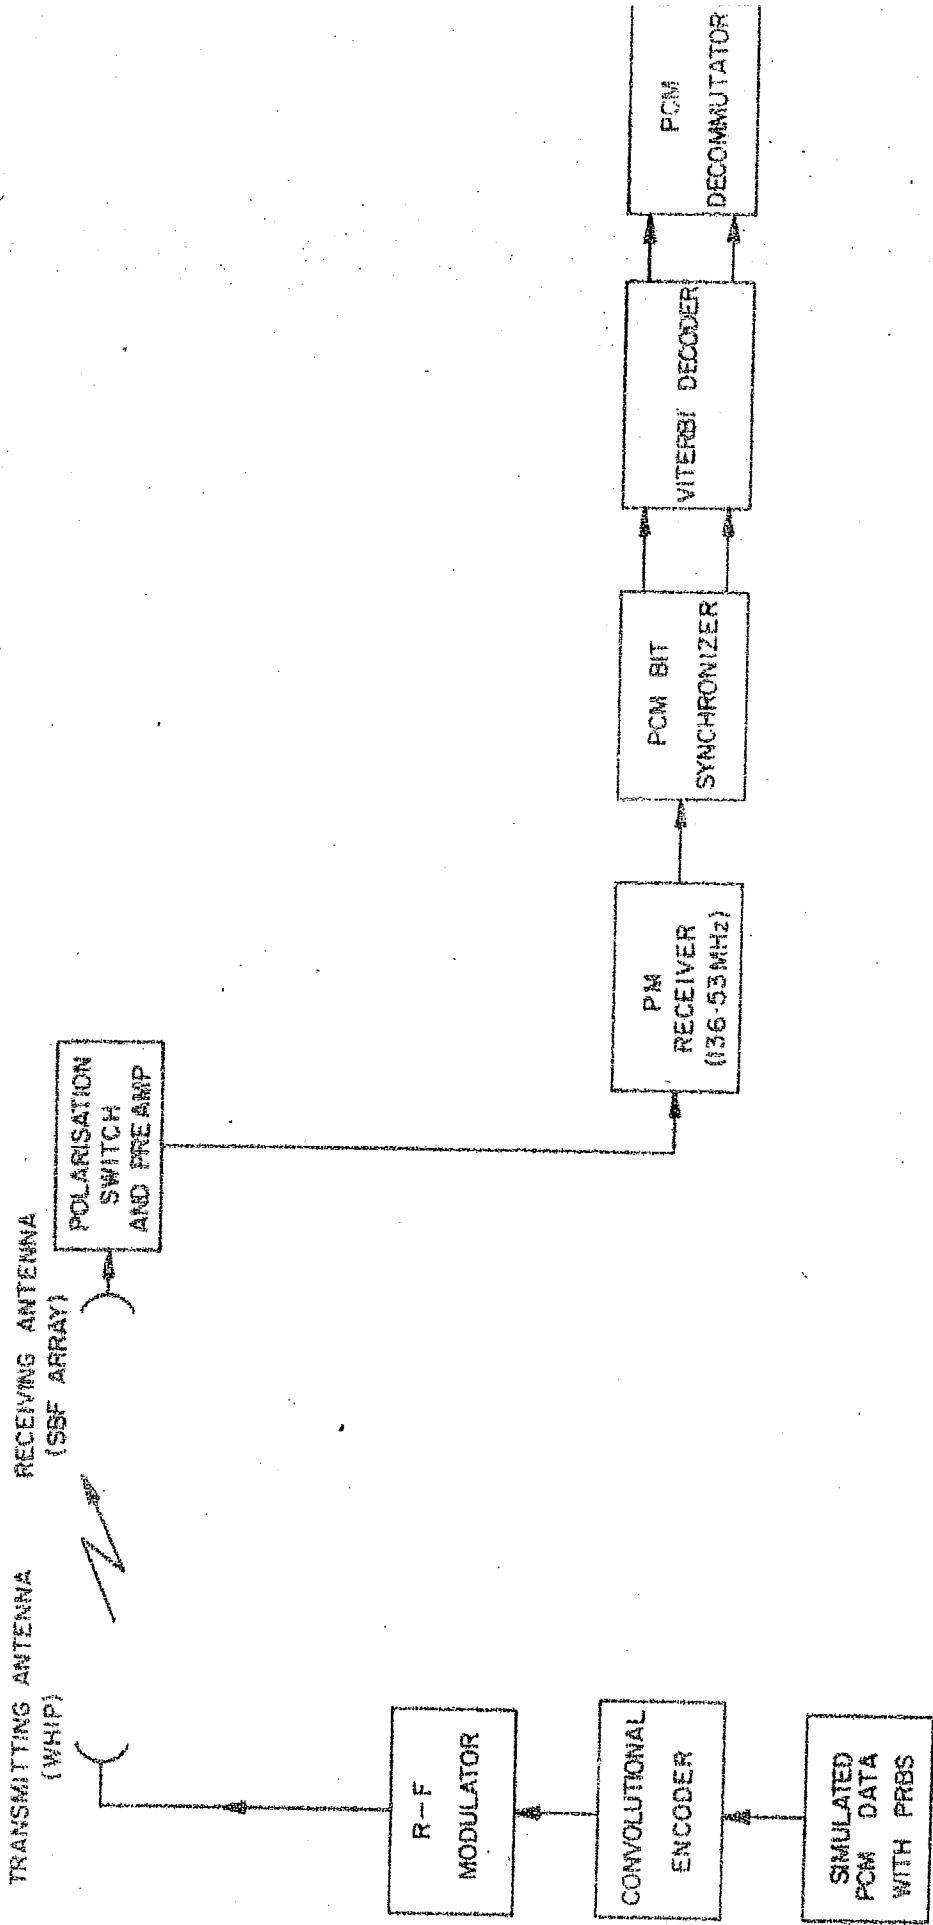 TRANSMITTING ANTENNA
(WHIP)
RECEIVING ANTENNA
(SBF ARRAY)
POLARISATION
SWITCH
AND PREAMP
R-F
MODULATOR
CONVOLUTIONAL
ENCODER
SIMULATED
PCM DATA
WITH PRBS
PM
RECEIVER
(136·53MHz)
PCM BIT
SYNCHRONIZER
VITERBI DECODER
PCM
DECOMMUTATOR